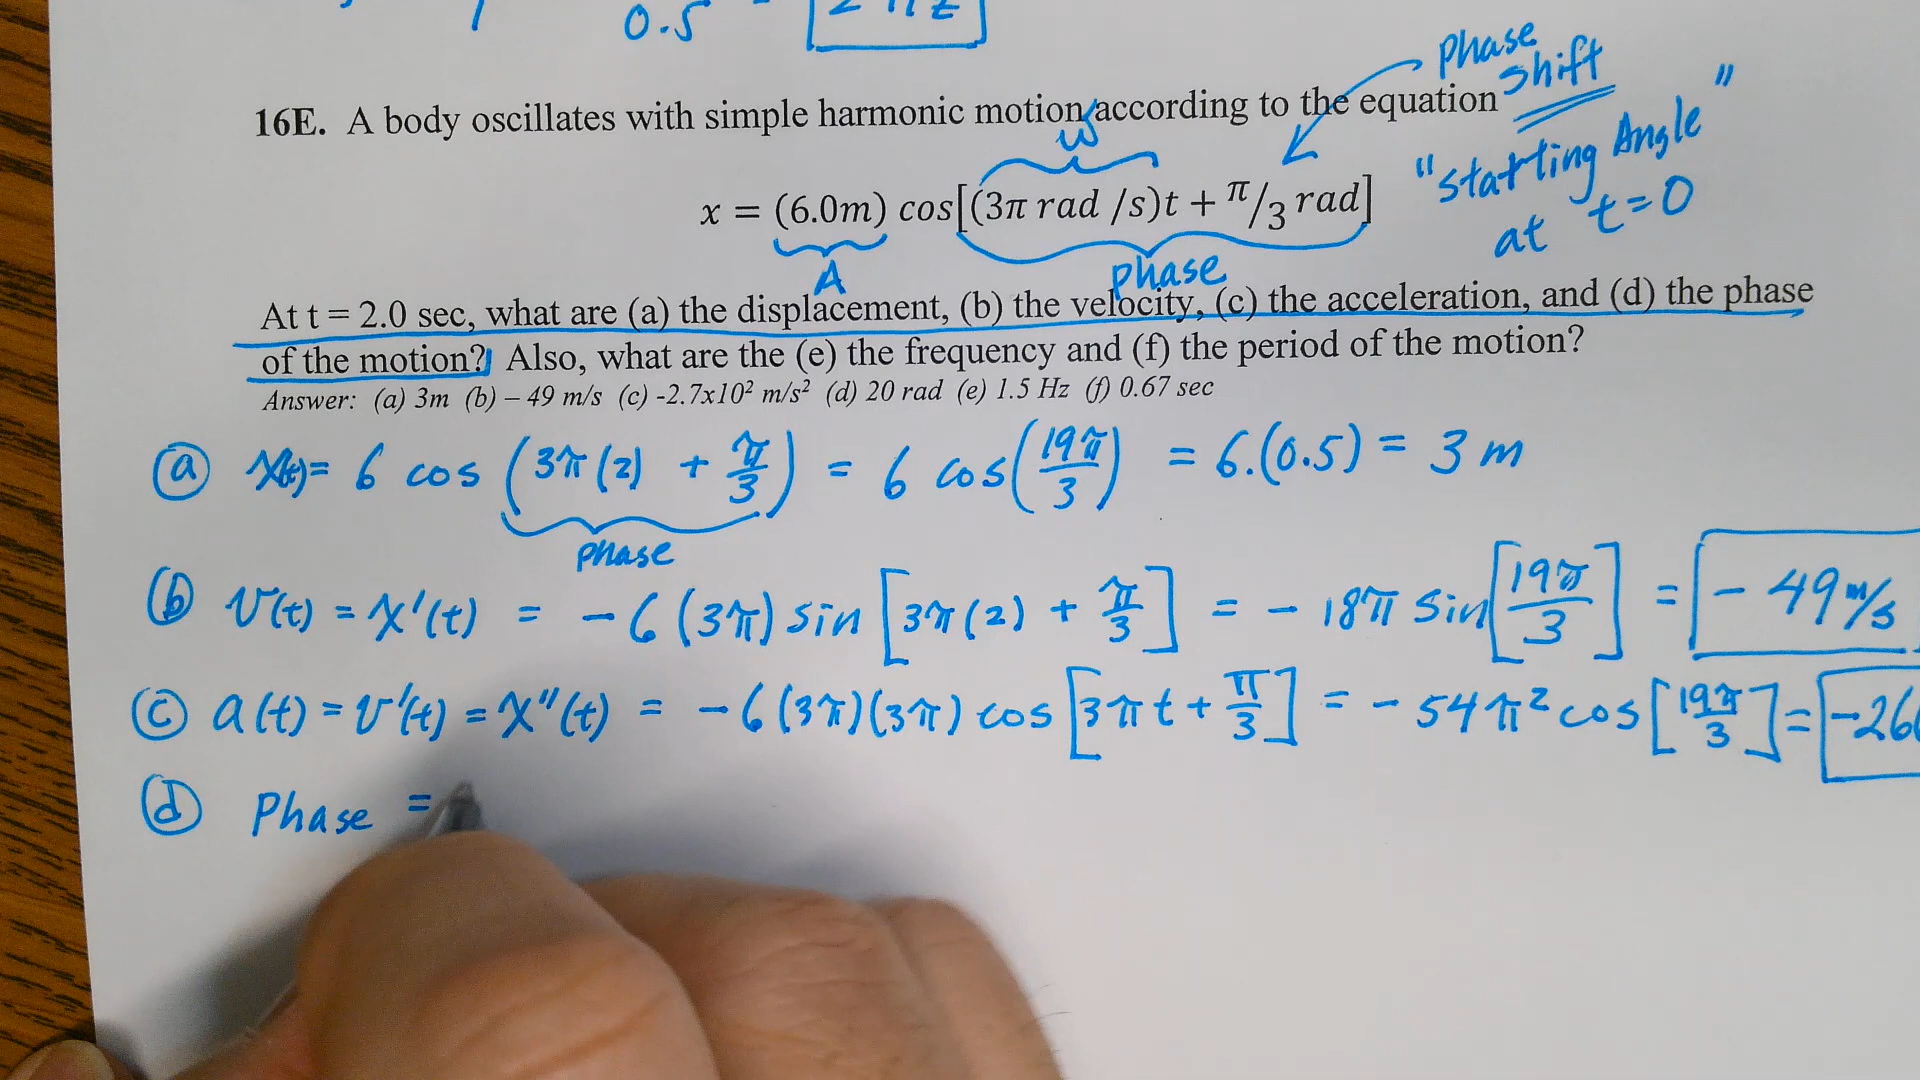 0.5 2 Hz
16E. A body oscillates with simple harmonic motion according to the equation
phase shift
"starting Angle"
at t=0
ω
x = (6.0m) cos[(3π rad /s)t + π/3 rad]
A
phase
At t = 2.0 sec, what are (a) the displacement, (b) the velocity, (c) the acceleration, and (d) the phase
of the motion? Also, what are the (e) the frequency and (f) the period of the motion?
Answer: (a) 3m (b) – 49 m/s (c) -2.7x10² m/s² (d) 20 rad (e) 1.5 Hz (f) 0.67 sec
(a) x(t)= 6 cos (3π(2) + π/3) = 6 cos(19π/3) = 6.(0.5) = 3 m
phase
(b) v(t) = x'(t) = -6(3π) sin [3π(2) + π/3] = - 18π sin[19π/3] = - 49 m/s
(c) a(t) = v'(t) = x''(t) = -6(3π)(3π) cos [3πt + π/3] = - 54π² cos[19π/3] = -26
(d) Phase =